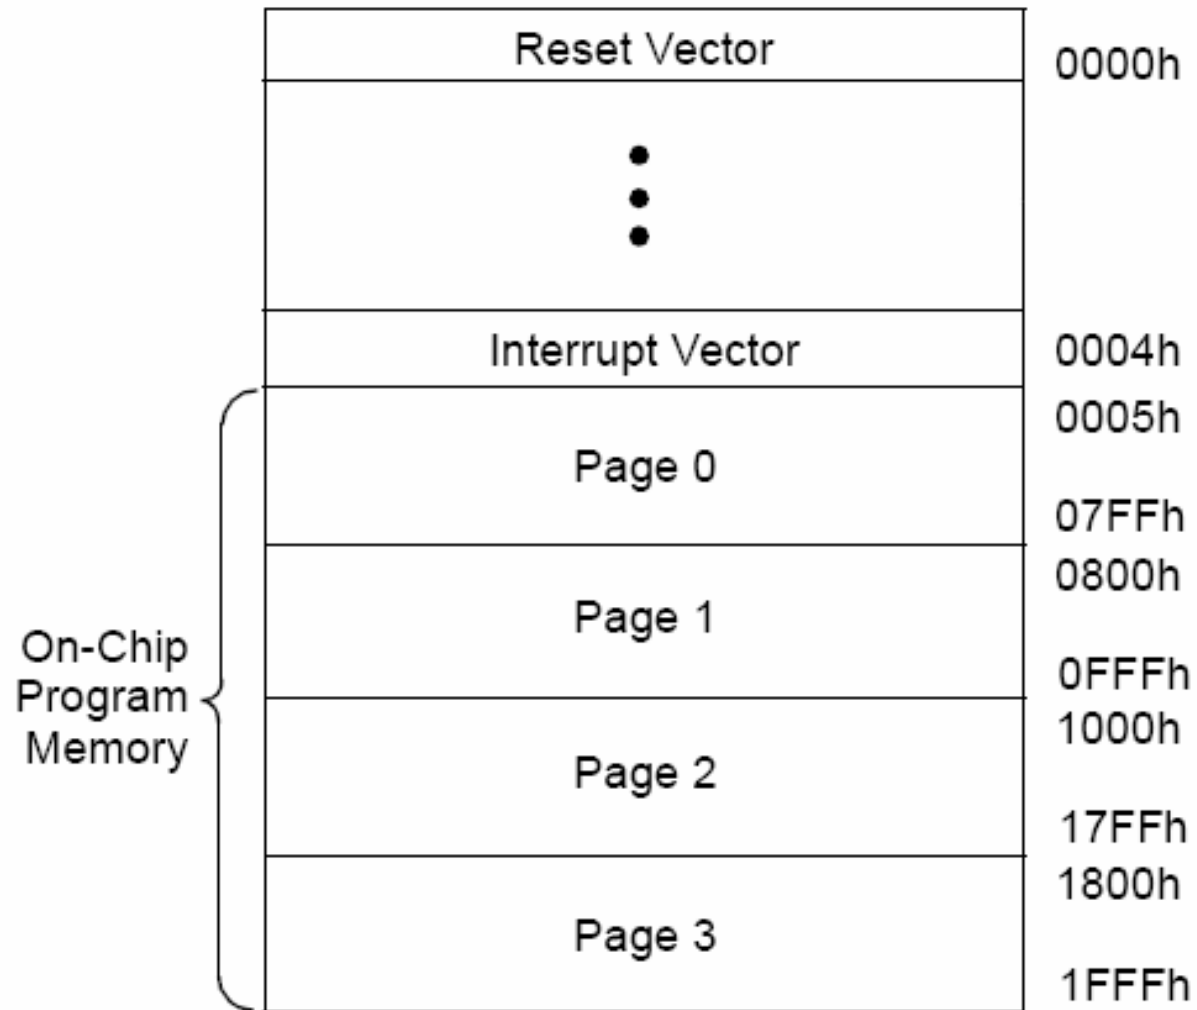 Reset Vector
0000h
Interrupt Vector
0004h
0005h
Page 0
07FFh
0800h
Page 1
0FFFh
On-Chip
Program
Memory
1000h
Page 2
17FFh
1800h
Page 3
1FFFh